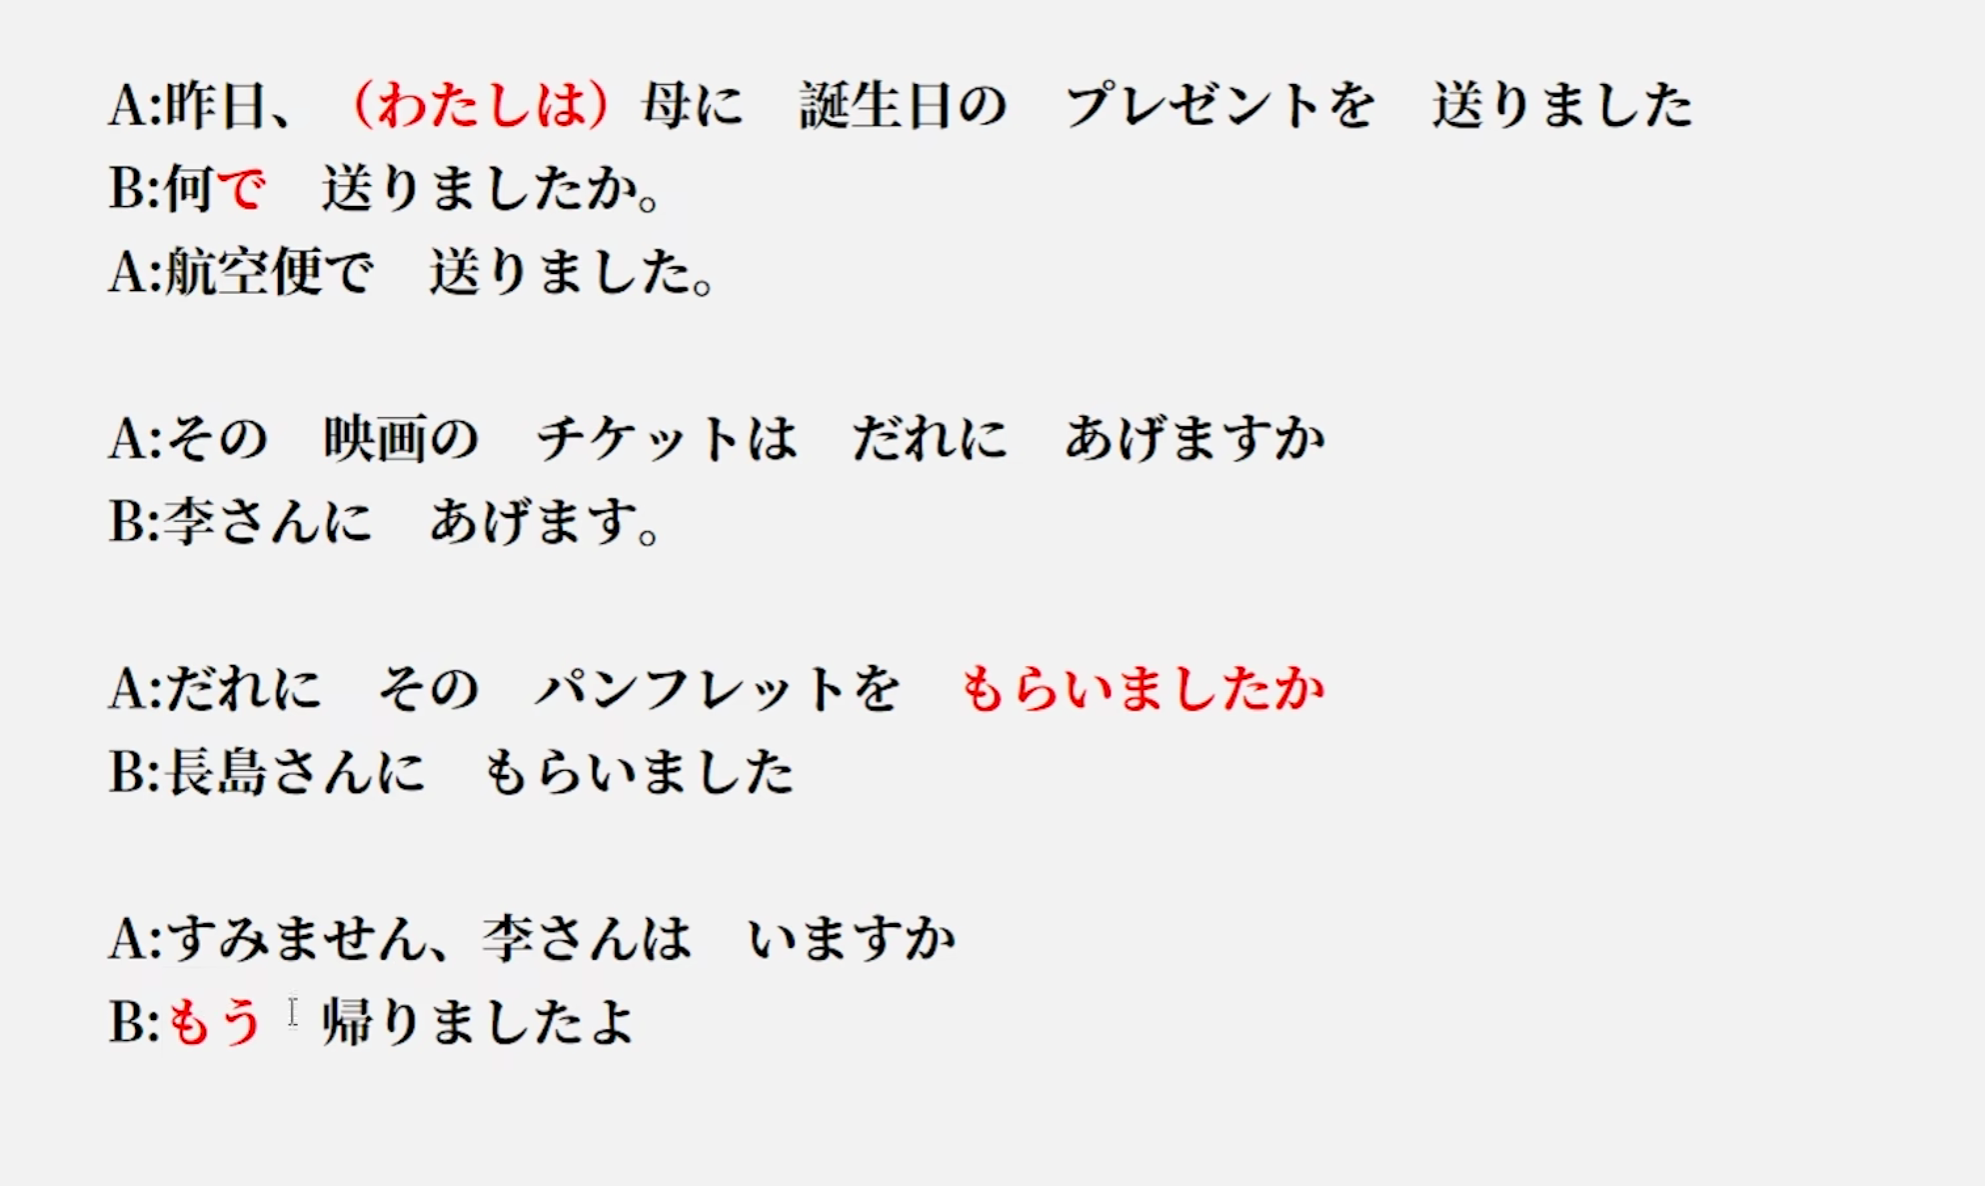 A:昨日、（わたしは）母に　誕生日の　プレゼントを　送りました
B:何で　送りましたか。
A:航空便で　送りました。
A:その　映画の　チケットは　だれに　あげますか
B:李さんに　あげます。
A:だれに　その　パンフレットを　もらいましたか
B:長島さんに　もらいました
A:すみません、李さんは　いますか
B:もう　帰りましたよ